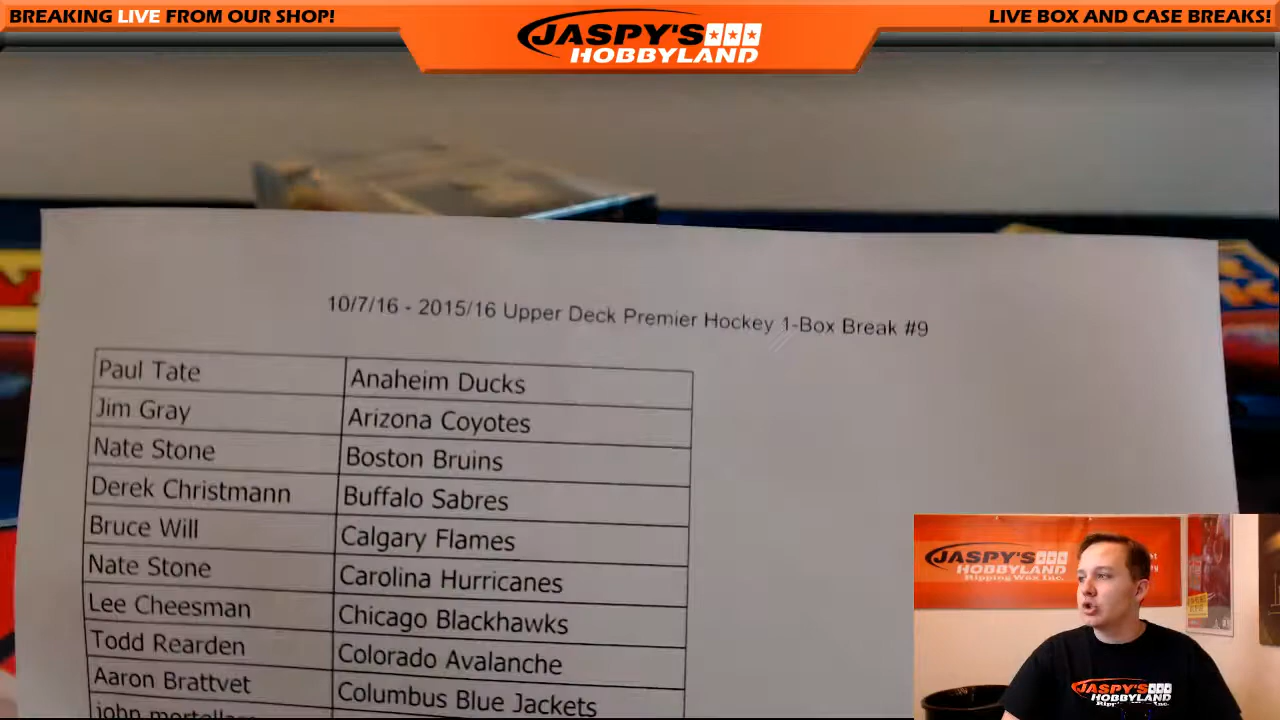 BREAKING LIVE FROM OUR SHOP!
JASPY'S
HOBBYLAND
LIVE BOX AND CASE BREAKS!
10/7/16 - 2015/16 Upper Deck Premier Hockey 1-Box Break #9
Paul Tate Anaheim Ducks
Jim Gray Arizona Coyotes
Nate Stone Boston Bruins
Derek Christmann Buffalo Sabres
Bruce Will Calgary Flames
Nate Stone Carolina Hurricanes
Lee Cheesman Chicago Blackhawks
Todd Rearden Colorado Avalanche
Aaron Brattvet Columbus Blue Jackets
john
JASPY'S
HOBBYLAND
Ripping Wax Inc.
JASPY'S
HOBBYLAND